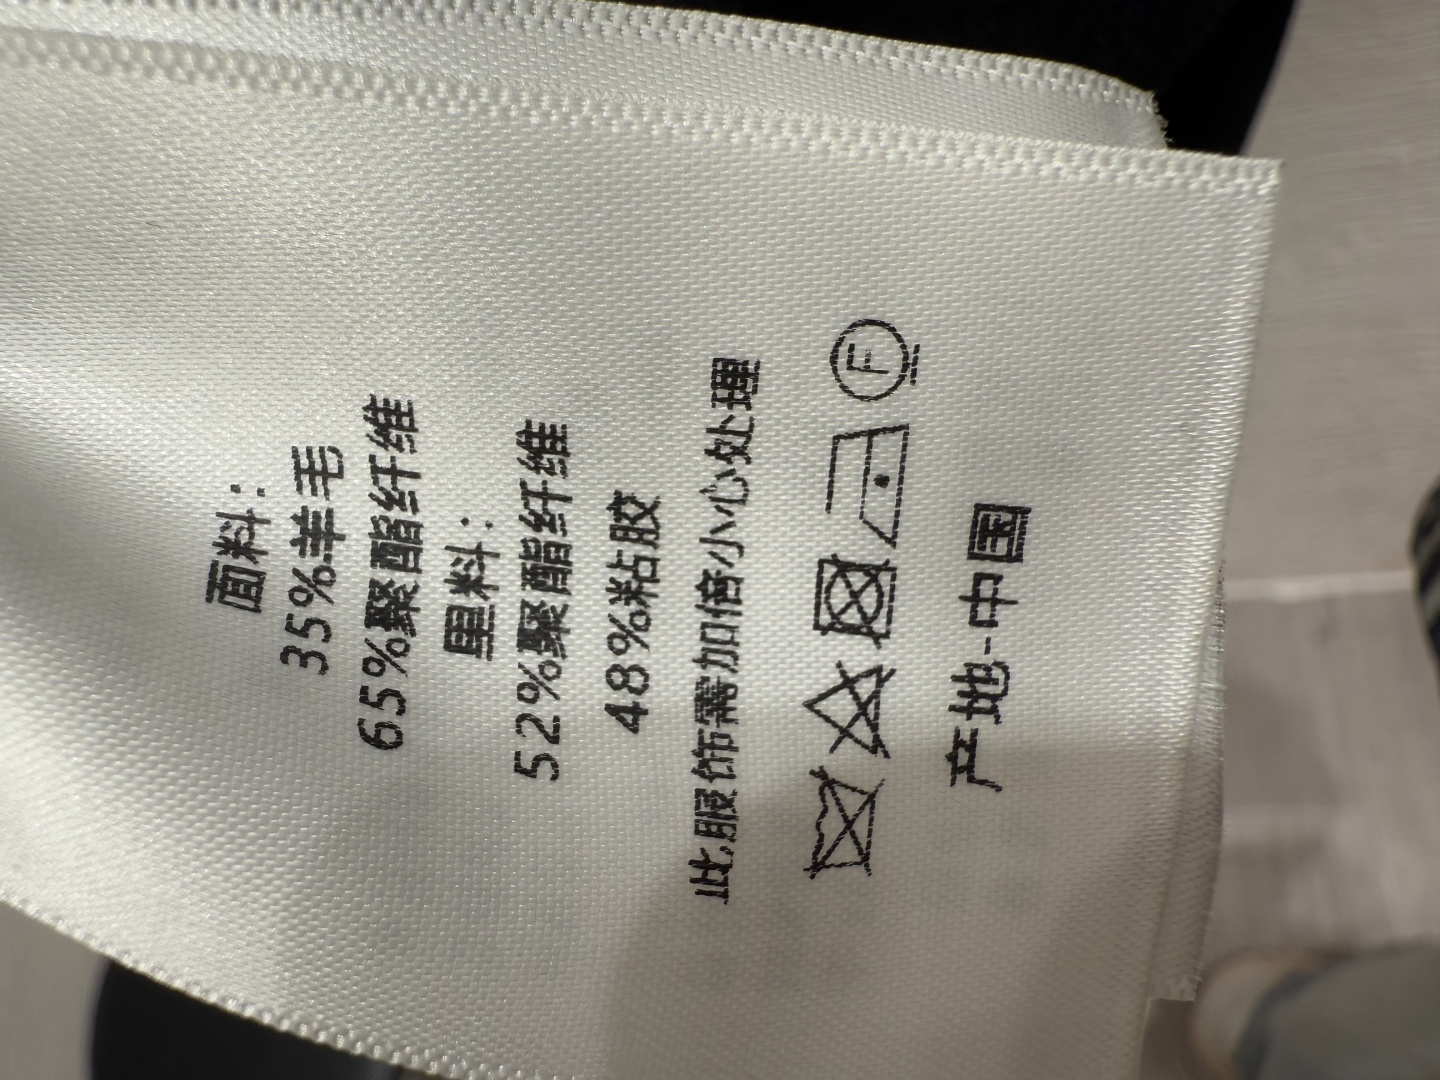 面料：
35%羊毛
65%聚酯纤维
里料：
52%聚酯纤维
48%粘胶
此服饰需加倍小心处理
F
产地-中国